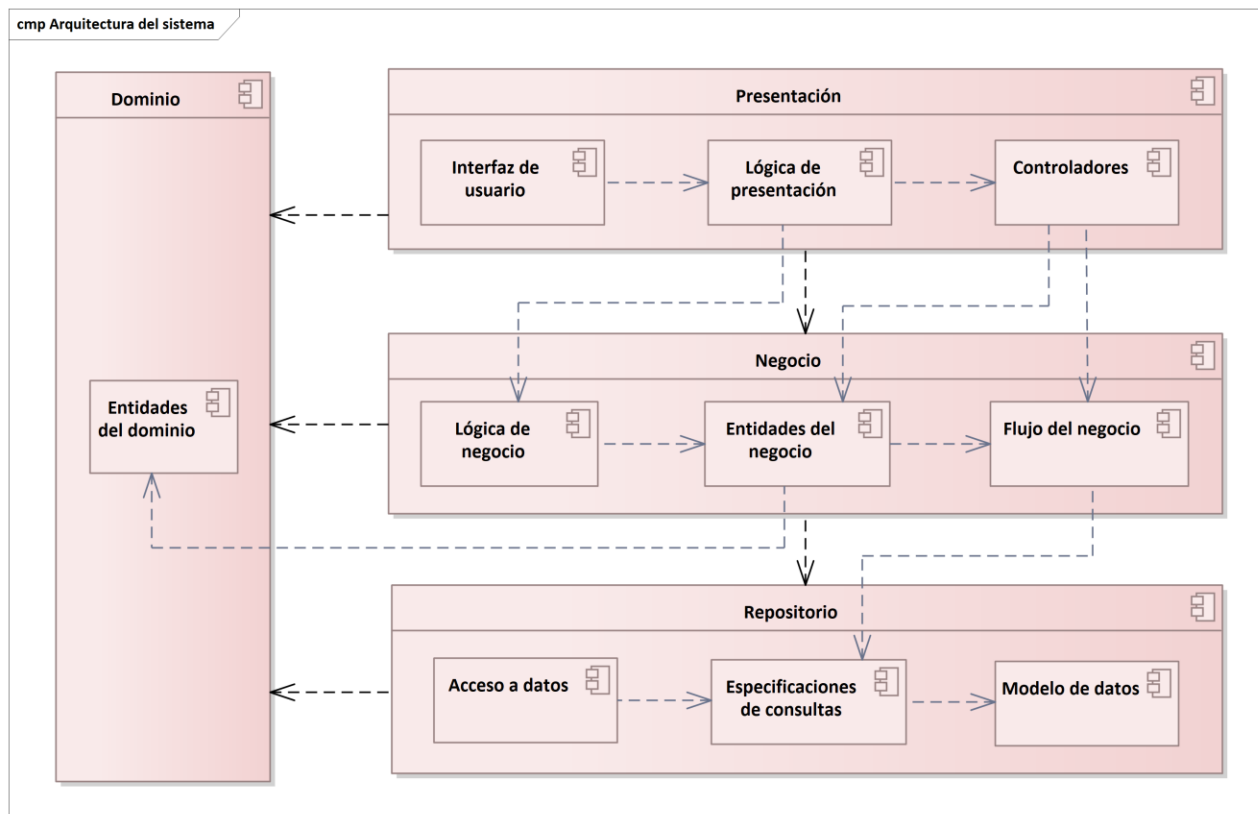 cmp Arquitectura del sistema
Dominio
Entidades
del dominio
Presentación
Interfaz de
usuario
Lógica de
presentación
Controladores
Negocio
Lógica de
negocio
Entidades del
negocio
Flujo del negocio
Repositorio
Acceso a datos
Especificaciones
de consultas
Modelo de datos